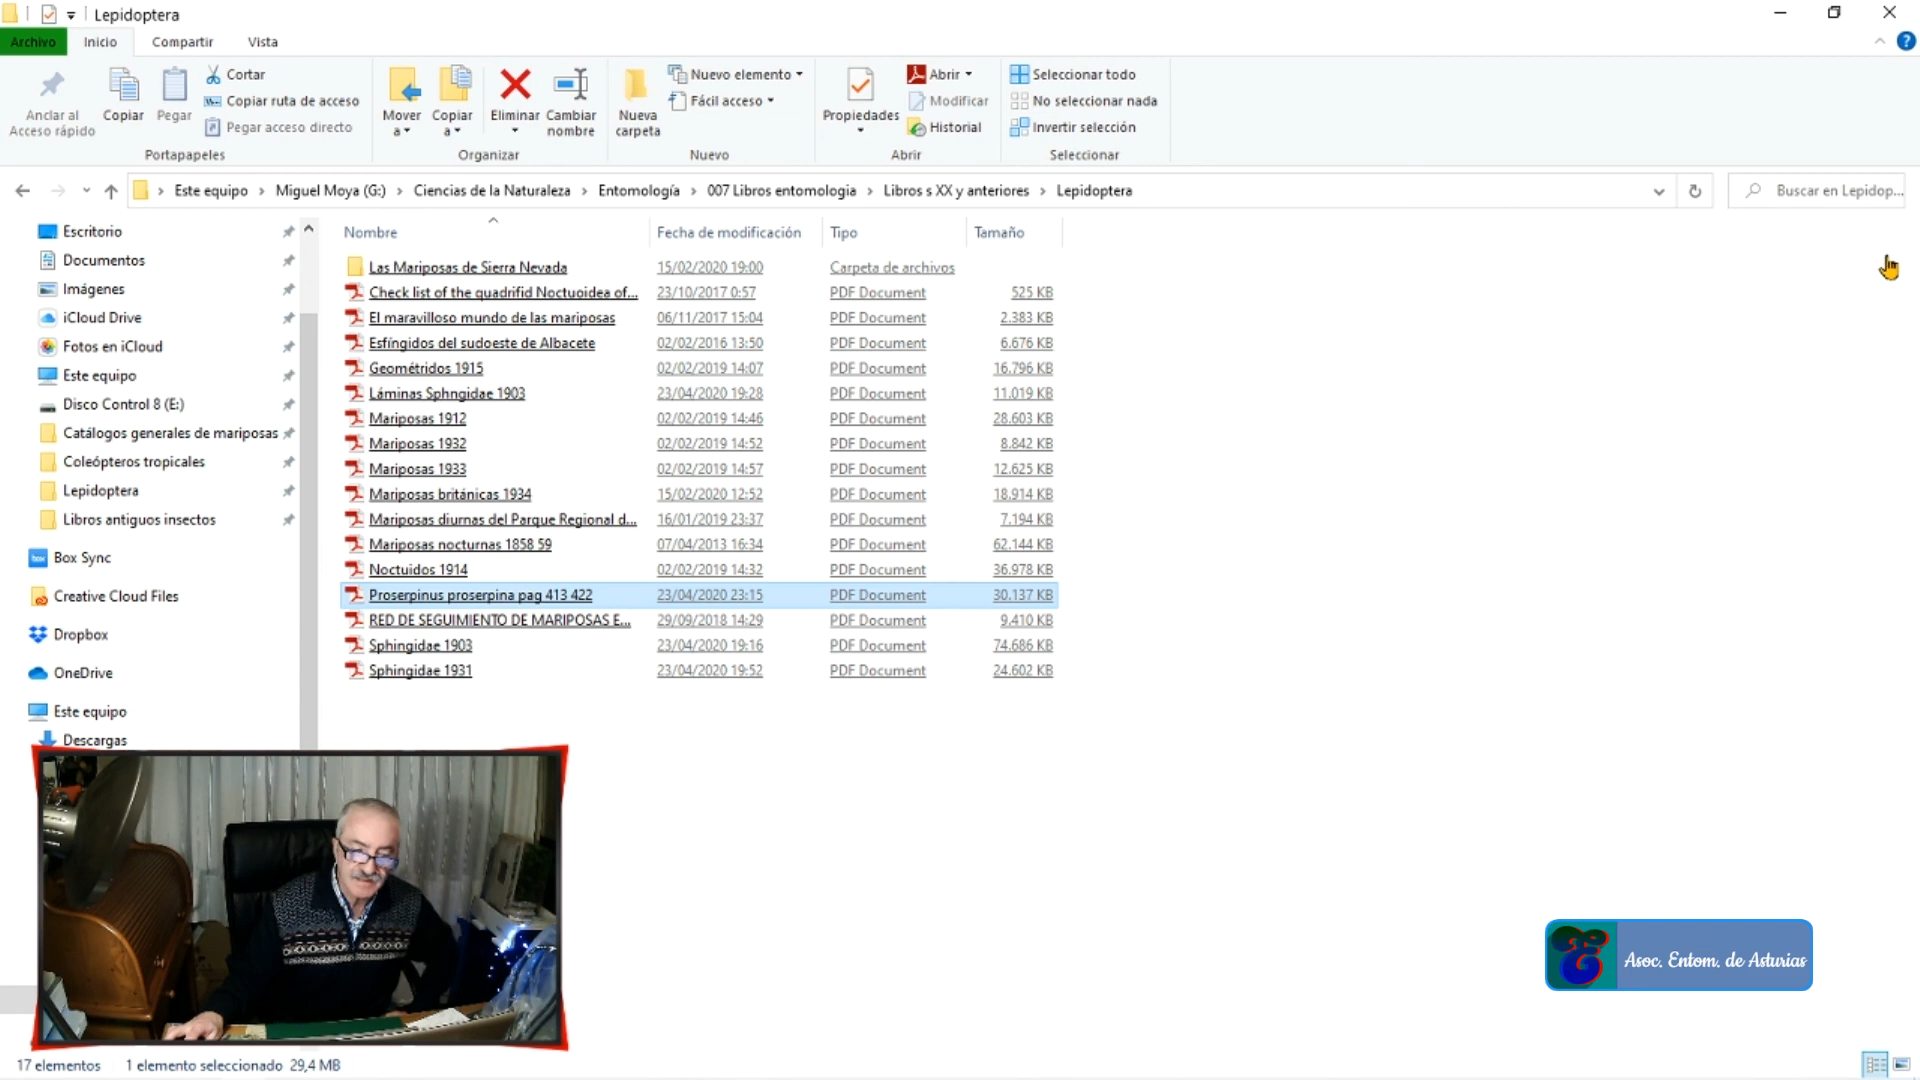 Lepidoptera
Archivo Inicio Compartir Vista
Anclar al Acceso rápido
Copiar
Pegar
Cortar
Copiar ruta de acceso
Pegar acceso directo
Portapapeles
Mover a
Copiar a
Eliminar
Cambiar nombre
Organizar
Nueva carpeta
Nuevo elemento
Fácil acceso
Nuevo
Propiedades
Abrir
Modificar
Historial
Abrir
Seleccionar todo
No seleccionar nada
Invertir selección
Seleccionar
Este equipo > Miguel Moya (G:) > Ciencias de la Naturaleza > Entomología > 007 Libros entomologia > Libros s XX y anteriores > Lepidoptera
Buscar en Lepidop...
Escritorio
Documentos
Imágenes
iCloud Drive
Fotos en iCloud
Este equipo
Disco Control 8 (E:)
Catálogos generales de mariposas
Coleópteros tropicales
Lepidoptera
Libros antiguos insectos
Box Sync
Creative Cloud Files
Dropbox
OneDrive
Este equipo
Descargas
Nombre Fecha de modificación Tipo Tamaño
Las Mariposas de Sierra Nevada 15/02/2020 19:00 Carpeta de archivos
Check list of the quadrifid Noctuoidea of... 23/10/2017 0:57 PDF Document 525 KB
El maravilloso mundo de las mariposas 06/11/2017 15:04 PDF Document 2.383 KB
Esfíngidos del sudoeste de Albacete 02/02/2016 13:50 PDF Document 6.676 KB
Geométridos 1915 02/02/2019 14:07 PDF Document 16.796 KB
Láminas Sphngidae 1903 23/04/2020 19:28 PDF Document 11.019 KB
Mariposas 1912 02/02/2019 14:46 PDF Document 28.603 KB
Mariposas 1932 02/02/2019 14:52 PDF Document 8.842 KB
Mariposas 1933 02/02/2019 14:57 PDF Document 12.625 KB
Mariposas británicas 1934 15/02/2020 12:52 PDF Document 18.914 KB
Mariposas diurnas del Parque Regional d... 16/01/2019 23:37 PDF Document 7.194 KB
Mariposas nocturnas 1858 59 07/04/2013 16:34 PDF Document 62.144 KB
Noctuidos 1914 02/02/2019 14:32 PDF Document 36.978 KB
Proserpinus proserpina pag 413 422 23/04/2020 23:15 PDF Document 30.137 KB
RED DE SEGUIMIENTO DE MARIPOSAS E... 29/09/2018 14:29 PDF Document 9.410 KB
Sphingidae 1903 23/04/2020 19:16 PDF Document 74.686 KB
Sphingidae 1931 23/04/2020 19:52 PDF Document 24.602 KB
Asoc. Entom. de Asturias
17 elementos 1 elemento seleccionado 29,4 MB